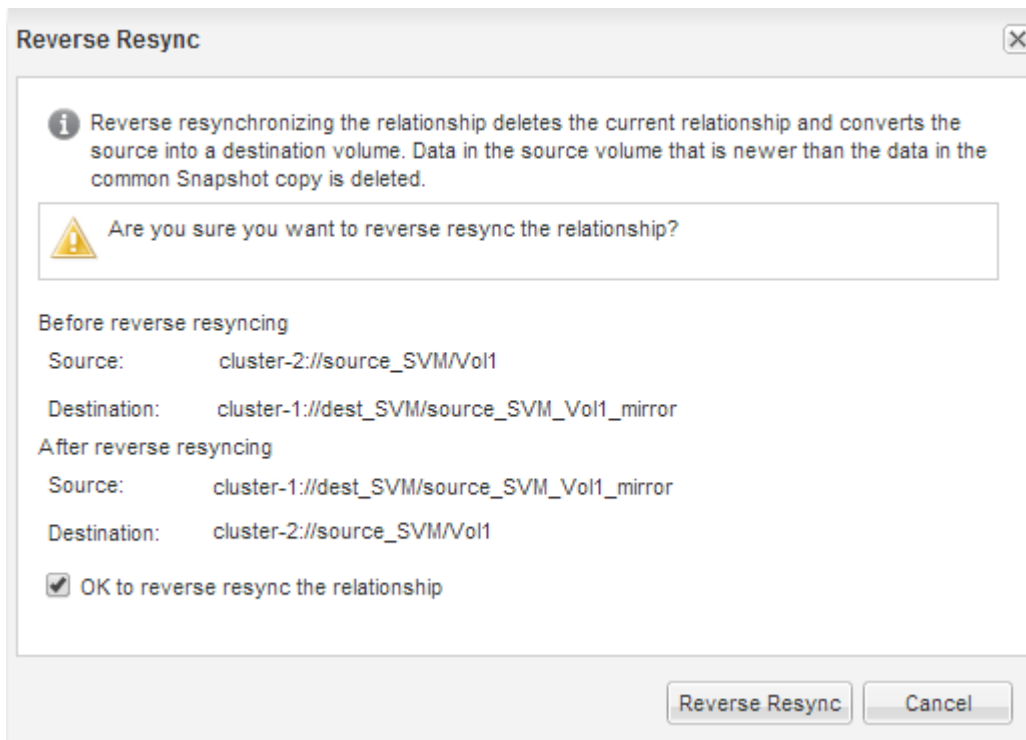 Reverse Resync
Reverse resynchronizing the relationship deletes the current relationship and converts the
source into a destination volume. Data in the source volume that is newer than the data in the
common Snapshot copy is deleted.
Are you sure you want to reverse resync the relationship?
Before reverse resyncing
Source: cluster-2://source_SVM/Vol1
Destination: cluster-1://dest_SVM/source_SVM_Vol1_mirror
After reverse resyncing
Source: cluster-1://dest_SVM/source_SVM_Vol1_mirror
Destination: cluster-2://source_SVM/Vol1
OK to reverse resync the relationship
Reverse Resync Cancel